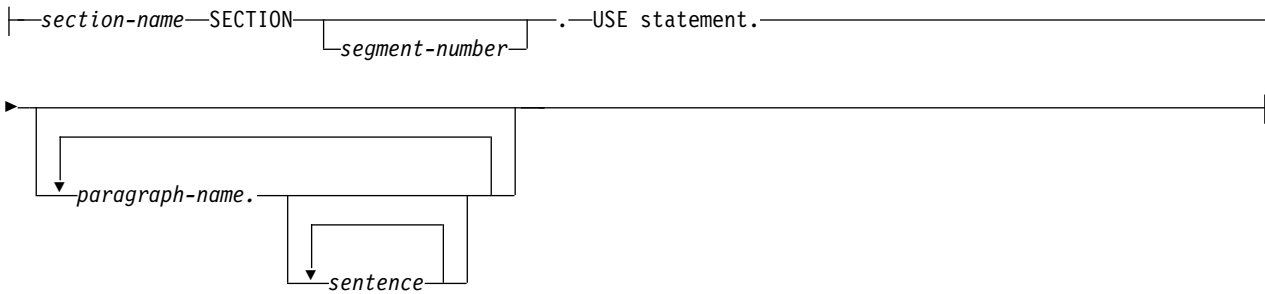 section-name SECTION . USE statement.
segment-number
paragraph-name.
sentence